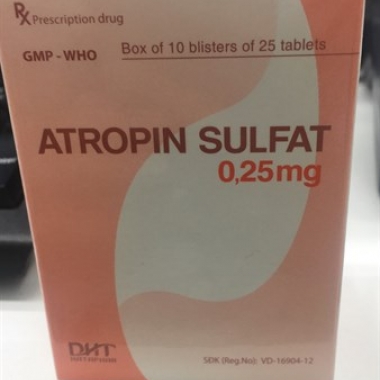 Rx Prescription drug
GMP - WHO
Box of 10 blisters of 25 tablets
ATROPIN SULFAT
0,25mg
DHT
SĐK (Reg.No): VD-16904-12